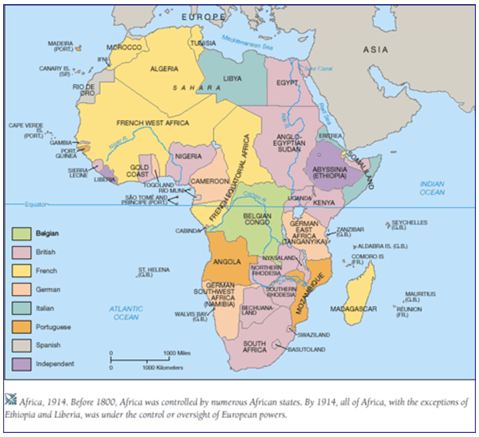 EUROPE
ASIA
MADEIRA
(PORT.)
MOROCCO
TUNISIA
Mediterranean Sea
CANARY IS.
(SP.)
IFNI
ALGERIA
LIBYA
EGYPT
Suez Canal
RIO DE
ORO
SAHARA
Red Sea
CAPE VERDE
IS.
(PORT.)
FRENCH WEST AFRICA
ANGLO-
EGYPTIAN
SUDAN
ERITREA
GAMBIA
PORT.
GUINEA
NIGERIA
FRENCH EQUATORIAL AFRICA
ABYSSINIA
(ETHIOPIA)
SOMALILAND
SIERRA
LEONE
LIBERIA
GOLD
COAST
TOGOLAND
CAMEROON
RIO MUNI
SÃO TOMÉ AND
PRINCIPE (PORT.)
UGANDA
KENYA
INDIAN
OCEAN
Equator
BELGIAN
CONGO
CABINDA
GERMAN
EAST
AFRICA
(TANGANYIKA)
ZANZIBAR
(G.B.)
SEYCHELLES
(G.B.)
ALDABRA IS. (G.B.)
COMORO IS.
(FR.)
ST. HELENA
(G.B.)
ANGOLA
NYASALAND
NORTHERN
RHODESIA
SOUTHERN
RHODESIA
MOZAMBIQUE
MADAGASCAR
MAURITIUS
(G.B.)
RÉUNION
(FR.)
GERMAN
SOUTHWEST
AFRICA
(NAMIBIA)
WALVIS BAY
(G.B.)
BECHUANA-
LAND
ATLANTIC
OCEAN
SWAZILAND
BASUTOLAND
SOUTH
AFRICA
Belgian
British
French
German
Italian
Portuguese
Spanish
Independent
0 1000 Miles
0 1000 Kilometers
Africa, 1914. Before 1800, Africa was controlled by numerous African states. By 1914, all of Africa, with the exceptions of
Ethiopia and Liberia, was under the control or oversight of European powers.